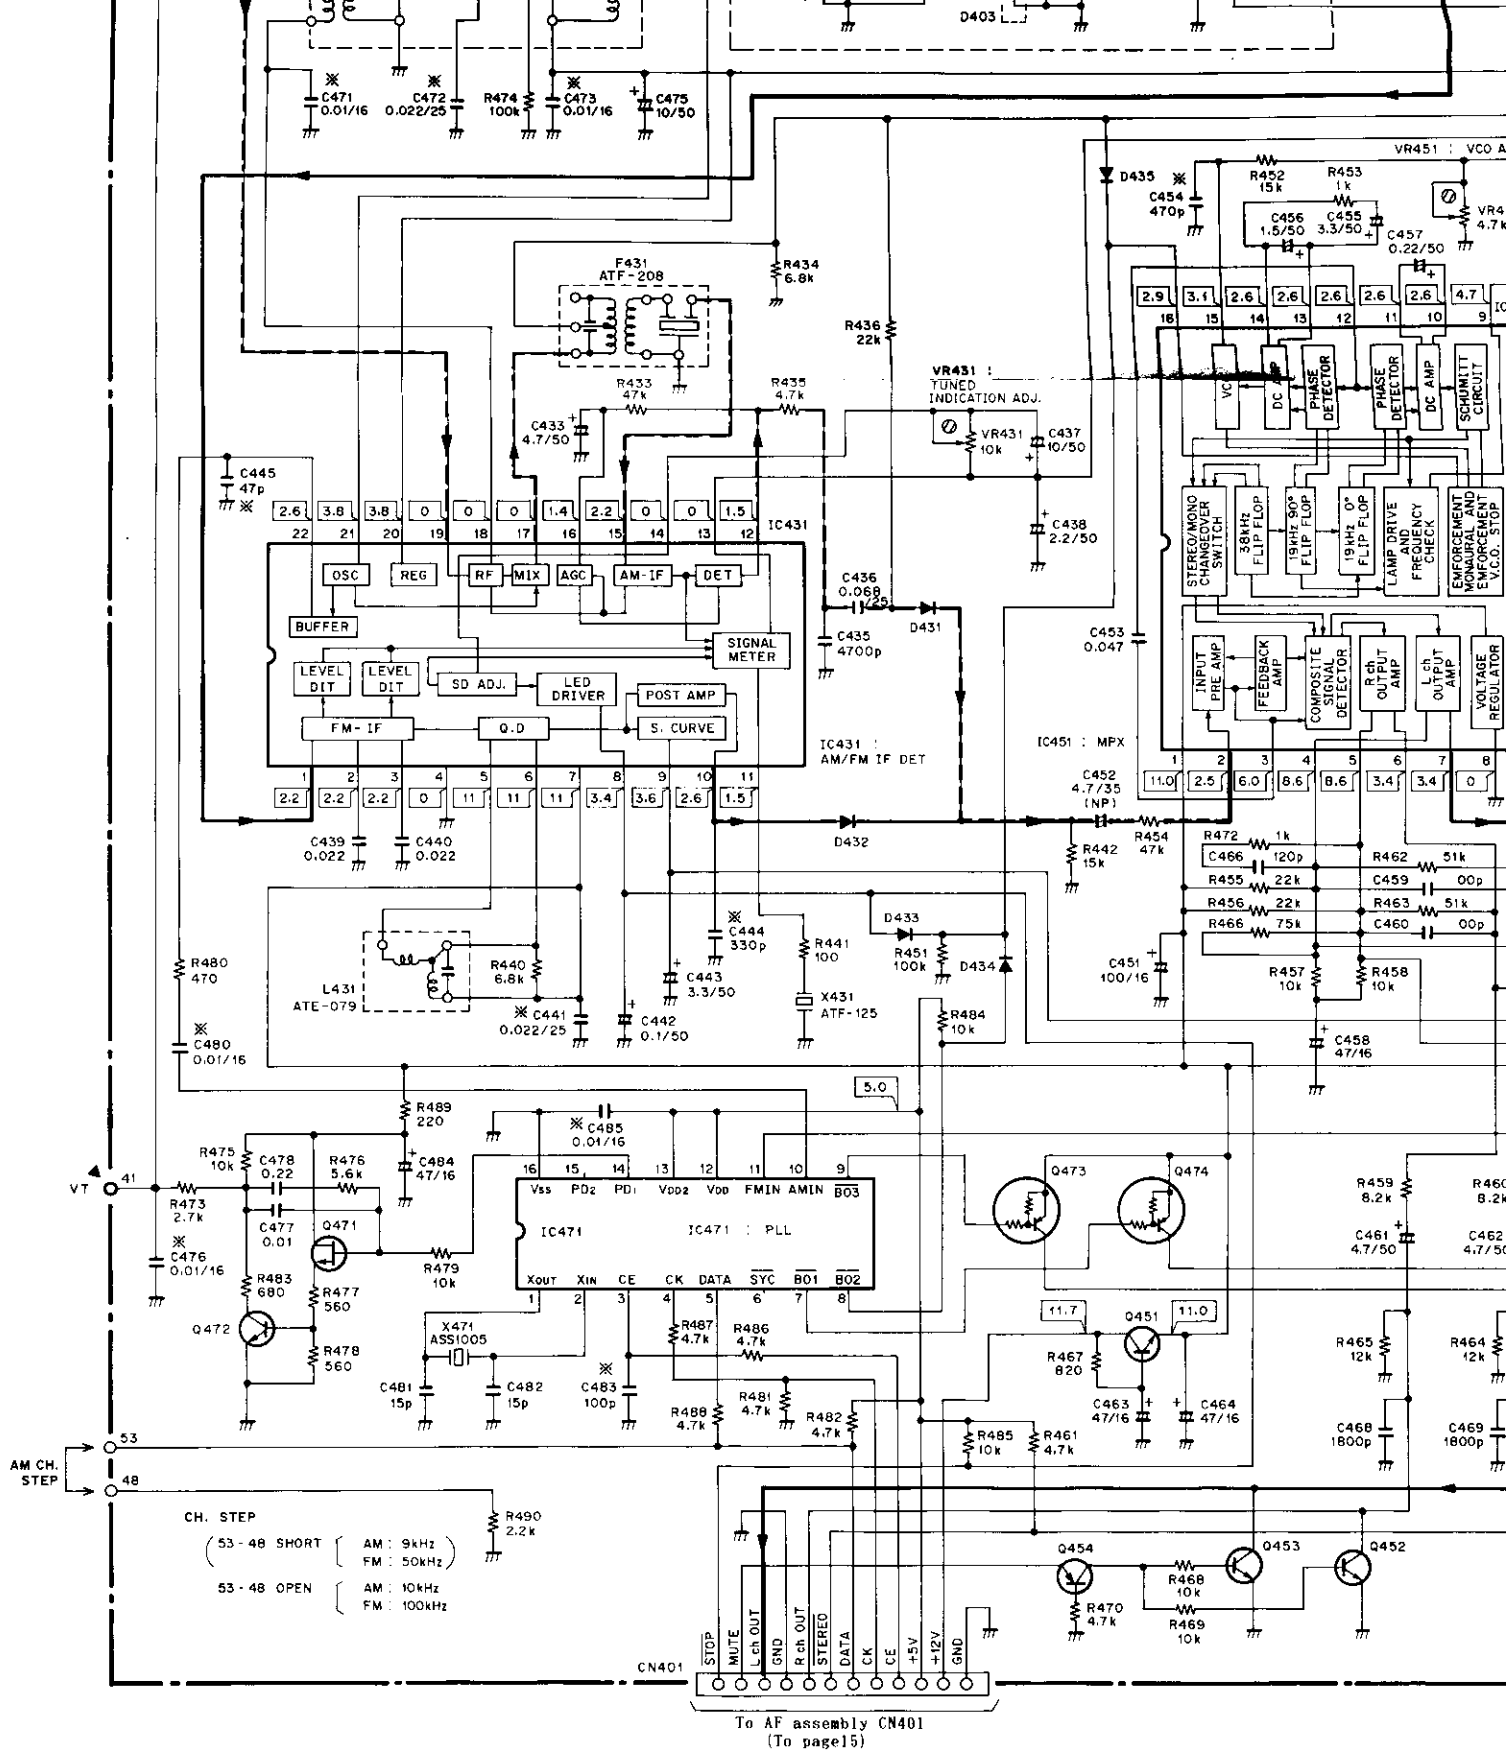 D403
※
C471
0.01/16
※
C472
0.022/25
R474
100k
※
C473
0.01/16
+
C475
10/50
VR451 : VCO A
D435
※
C454
470p
R452
15k
R453
1k
C456
1.5/50
C455
3.3/50
C457
0.22/50
VR4
4.7k
F431
ATF-208
R434
6.8k
R436
22k
R433
47k
R435
4.7k
C433
4.7/50
VR431 :
TUNED
INDICATION ADJ.
VR431
10k
C437
10/50
C438
2.2/50
C445
47p
※
2.6 3.8 3.8 0 0 0 1.4 2.2 0 0 1.5
22 21 20 19 18 17 16 15 14 13 12
IC431
OSC REG RF MIX AGC AM-IF DET
BUFFER
SIGNAL
METER
LEVEL
DIT
LEVEL
DIT
SD ADJ.
LED
DRIVER
POST AMP
FM-IF
Q.D
S. CURVE
IC431 :
AM/FM IF DET
1 2 3 4 5 6 7 8 9 10 11
2.2 2.2 2.2 0 11 11 11 3.4 3.6 2.6 1.5
C436
0.068
/25
D431
C435
4700p
C453
0.047
2.9 3.1 2.6 2.6 2.6 2.6 2.6 4.7
16 15 14 13 12 11 10 9
VCO
DC AMP
PHASE
DETECTOR
PHASE
DETECTOR
DC AMP
SCHUMITT
CIRCUIT
STEREO/MONO
CHANGEOVER
SWITCH
38kHz
FLIP FLOP
19kHz 90°
FLIP FLOP
19kHz 0°
FLIP FLOP
LAMP DRIVE
AND
FREQUENCY
CHECK
EMFORCEMENT
MONAURAL AND
EMFORCEMENT
V.C.O. STOP
INPUT
PRE AMP
FEEDBACK
AMP
COMPOSITE
SIGNAL
DETECTOR
R ch
OUTPUT
AMP
L ch
OUTPUT
AMP
VOLTAGE
REGULATOR
IC451 : MPX
1 2 3 4 5 6 7 8
11.0 2.5 6.0 8.6 8.6 3.4 3.4 0
C452
4.7/35
(NP)
R454
47k
R442
15k
D432
C439
0.022
C440
0.022
R472 1k
C466 120p
R455 22k
R456 22k
R466 75k
R462 51k
C459 00p
R463 51k
C460 00p
R457
10k
R458
10k
C458
47/16
C451
100/16
※
C444
330p
R441
100
D433
R451
100k
D434
R480
470
L431
ATE-079
R440
6.8k
※ C441
0.022/25
C443
3.3/50
C442
0.1/50
X431
ATF-125
R484
10k
※
C480
0.01/16
5.0
R489
220
※ C485
0.01/16
C484
47/16
R475
10k
C478
0.22
R476
5.6k
VT
41
R473
2.7k
C477
0.01
Q471
※
C476
0.01/16
R479
10k
R483
680
R477
560
Q472
R478
560
16 15 14 13 12 11 10 9
VSS PD2 PD1 VDD2 VDD FMIN AMIN BO3
IC471
IC471 : PLL
XOUT XIN CE CK DATA SYC BO1 BO2
1 2 3 4 5 6 7 8
Q473
Q474
R459
8.2k
R460
8.2k
C461
4.7/50
C462
4.7/50
X471
ASS1005
R487
4.7k
R486
4.7k
C481
15p
C482
15p
※
C483
100p
R488
4.7k
R481
4.7k
R482
4.7k
11.7
Q451
11.0
R467
820
C463
47/16
C464
47/16
R465
12k
R464
12k
C468
1800p
C469
1800p
R485
10k
R461
4.7k
53
AM CH.
STEP
48
R490
2.2k
CH. STEP
53-48 SHORT
AM : 9kHz
FM : 50kHz
53-48 OPEN
AM : 10kHz
FM : 100kHz
Q454
R468
10k
R469
10k
R470
4.7k
Q453
Q452
CN401
STOP
MUTE
L ch OUT
GND
R ch OUT
STEREO
DATA
CK
CE
+5V
+12V
GND
To AF assembly CN401
(To page15)